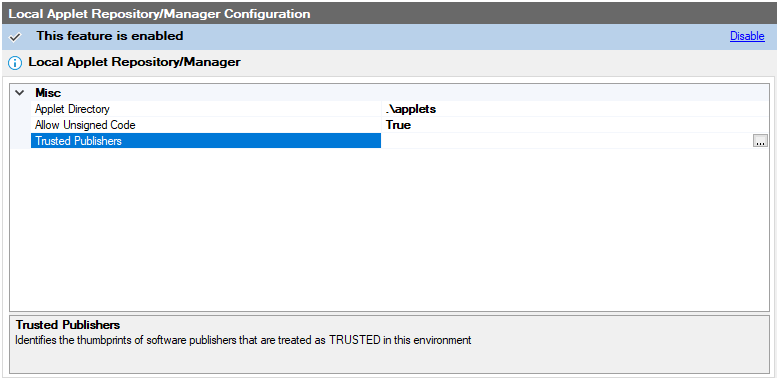 Local Applet Repository/Manager Configuration
This feature is enabled Disable
Local Applet Repository/Manager
Misc
Applet Directory .\applets
Allow Unsigned Code True
Trusted Publishers ...
Trusted Publishers
Identifies the thumbprints of software publishers that are treated as TRUSTED in this environment